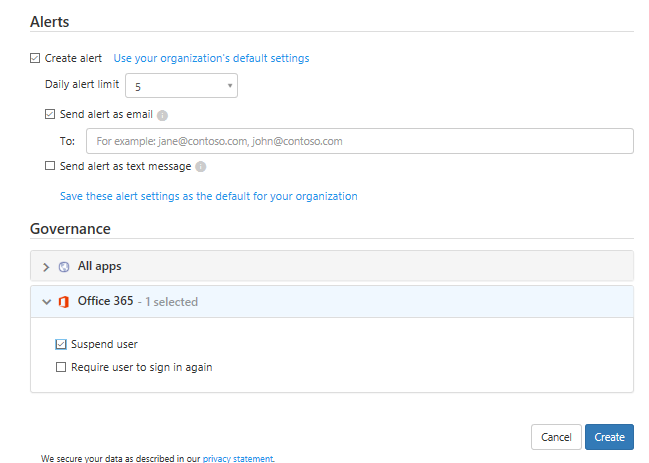 Alerts
Create alert Use your organization's default settings
Daily alert limit 5
Send alert as email
To: For example: jane@contoso.com, john@contoso.com
Send alert as text message
Save these alert settings as the default for your organization
Governance
All apps
Office 365 - 1 selected
Suspend user
Require user to sign in again
Cancel Create
We secure your data as described in our privacy statement.